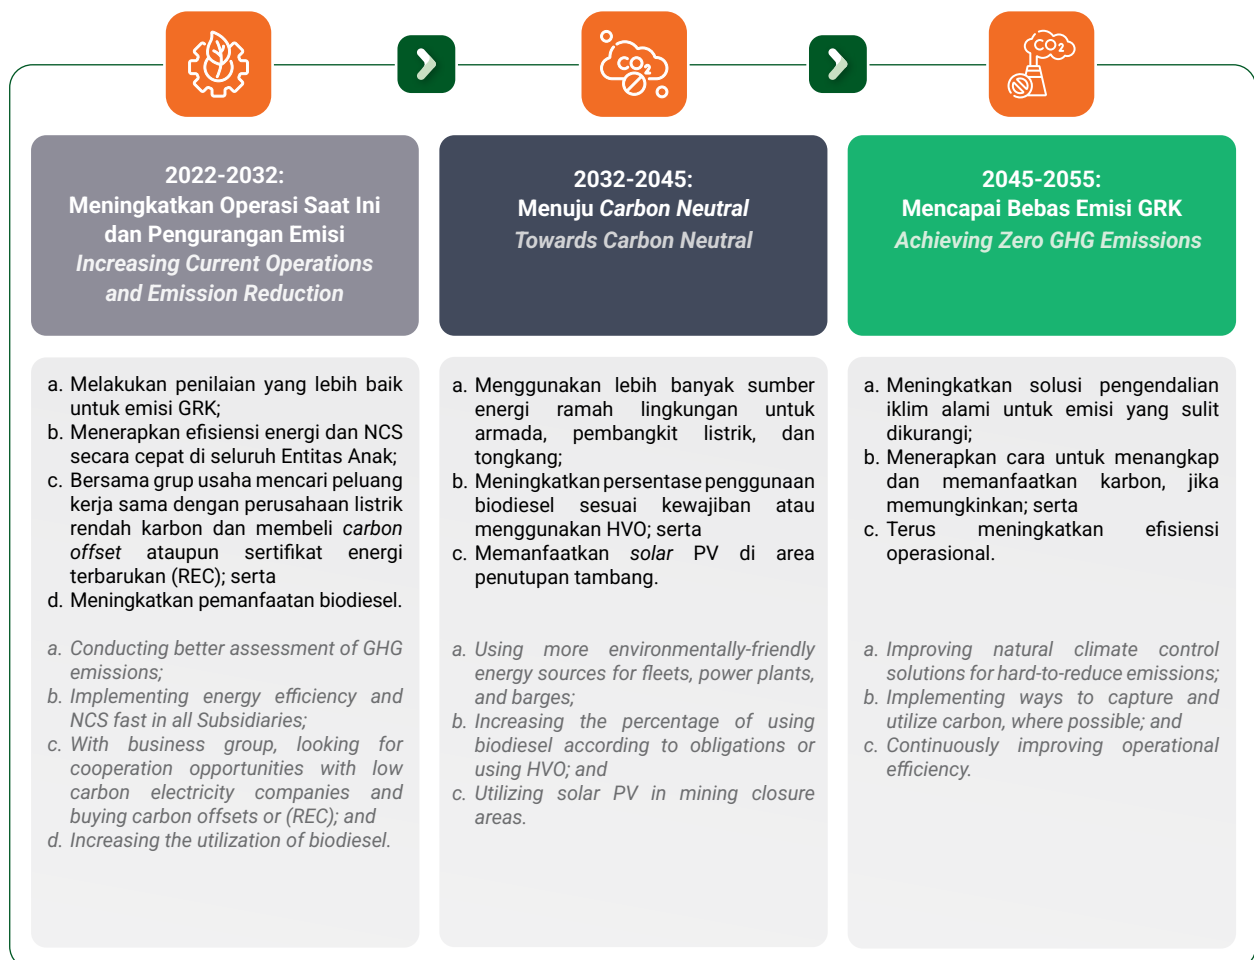 CO2
CO2
2022-2032:
Meningkatkan Operasi Saat Ini
dan Pengurangan Emisi
Increasing Current Operations
and Emission Reduction
a. Melakukan penilaian yang lebih baik
untuk emisi GRK;
b. Menerapkan efisiensi energi dan NCS
secara cepat di seluruh Entitas Anak;
c. Bersama grup usaha mencari peluang
kerja sama dengan perusahaan listrik
rendah karbon dan membeli carbon
offset ataupun sertifikat energi
terbarukan (REC); serta
d. Meningkatkan pemanfaatan biodiesel.
a. Conducting better assessment of GHG
emissions;
b. Implementing energy efficiency and
NCS fast in all Subsidiaries;
c. With business group, looking for
cooperation opportunities with low
carbon electricity companies and
buying carbon offsets or (REC); and
d. Increasing the utilization of biodiesel.
2032-2045:
Menuju Carbon Neutral
Towards Carbon Neutral
a. Menggunakan lebih banyak sumber
energi ramah lingkungan untuk
armada, pembangkit listrik, dan
tongkang;
b. Meningkatkan persentase penggunaan
biodiesel sesuai kewajiban atau
menggunakan HVO; serta
c. Memanfaatkan solar PV di area
penutupan tambang.
a. Using more environmentally-friendly
energy sources for fleets, power plants,
and barges;
b. Increasing the percentage of using
biodiesel according to obligations or
using HVO; and
c. Utilizing solar PV in mining closure
areas.
2045-2055:
Mencapai Bebas Emisi GRK
Achieving Zero GHG Emissions
a. Meningkatkan solusi pengendalian
iklim alami untuk emisi yang sulit
dikurangi;
b. Menerapkan cara untuk menangkap
dan memanfaatkan karbon, jika
memungkinkan; serta
c. Terus meningkatkan efisiensi
operasional.
a. Improving natural climate control
solutions for hard-to-reduce emissions;
b. Implementing ways to capture and
utilize carbon, where possible; and
c. Continuously improving operational
efficiency.